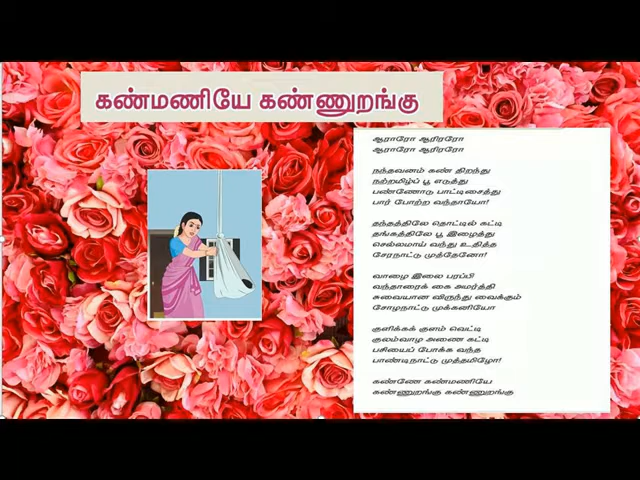 கண்மணியே கண்ணுறங்கு
ஆராரோ ஆரிரரோ
ஆராரோ ஆரிரரோ
நந்தவனம் கண் திறந்து
நற்றமிழ்ப் பூ எடுத்து
பண்ணோடு பாட்டிசைத்து
பார் போற்ற வந்தாயோ!
தந்தத்திலே தொட்டில் கட்டி
தங்கத்திலே பூ இழைத்து
செல்லமாய் வந்து உதித்த
சேரநாட்டு முத்தேனோ!
வாழை இலை பரப்பி
வந்தாரைக் கை அமர்த்தி
சுவையான விருந்து வைக்கும்
சோழநாட்டு முக்கனியோ
குளிக்கக் குளம் வெட்டி
குலம்வாழ அணை கட்டி
பசியைப் போக்க வந்த
பாண்டிநாட்டு முத்தமிழோ!
கண்ணே கண்மணியே
கண்ணுறங்கு கண்ணுறங்கு